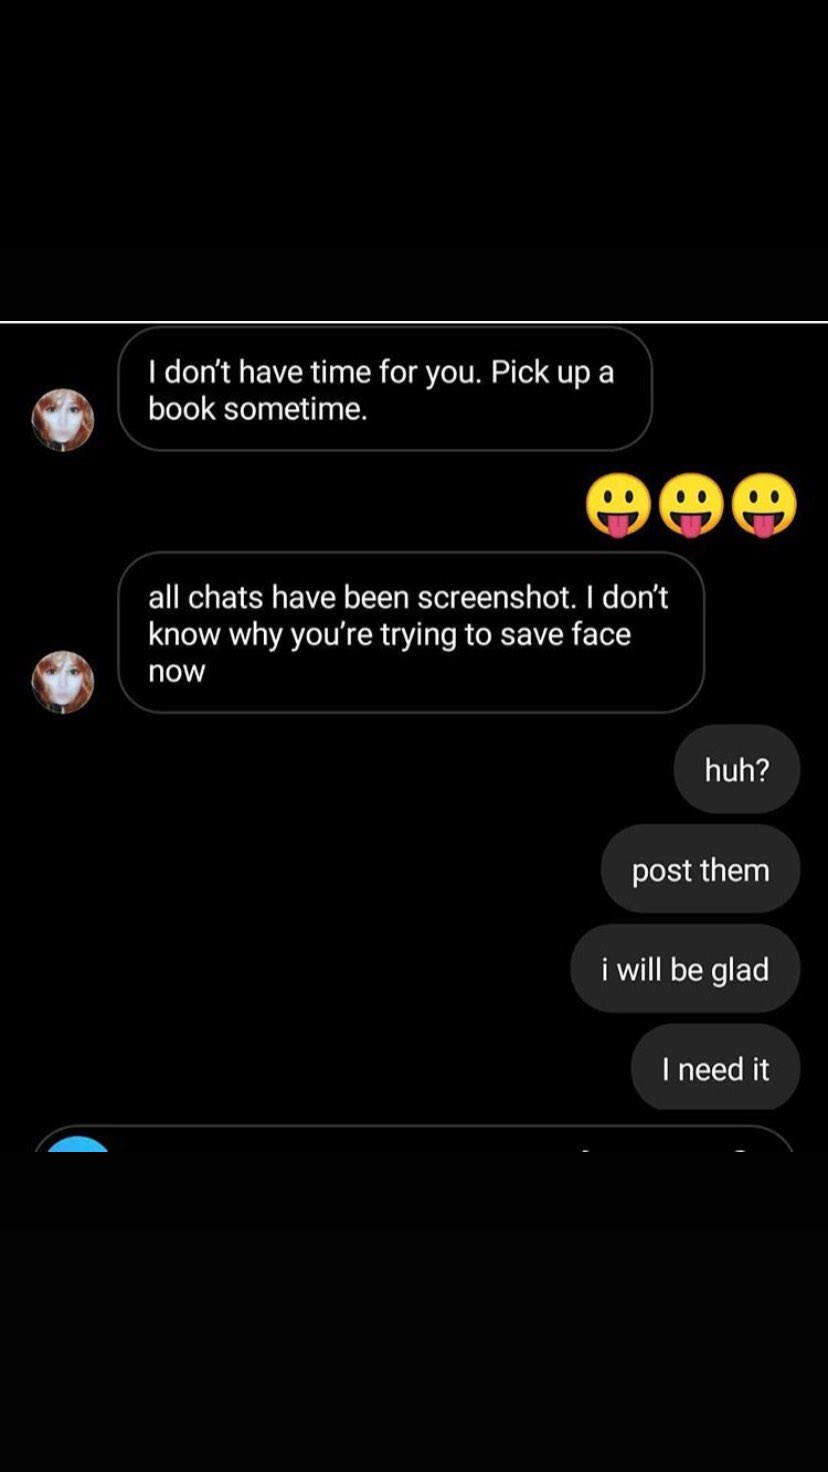 I don't have time for you. Pick up a
book sometime.
😛😛😛
all chats have been screenshot. I don't
know why you're trying to save face
now
huh?
post them
i will be glad
I need it